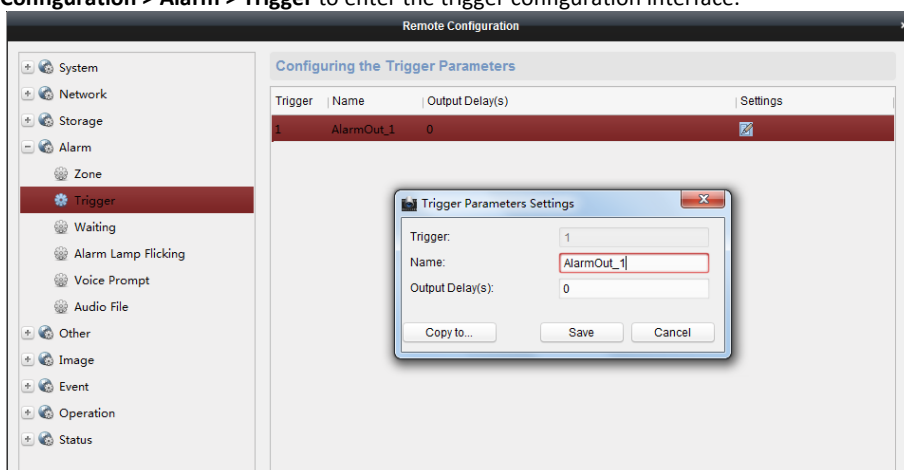 Configuration > Alarm > Trigger to enter the trigger configuration interface.
Remote Configuration
System
Network
Storage
Alarm
Zone
Trigger
Waiting
Alarm Lamp Flicking
Voice Prompt
Audio File
Other
Image
Event
Operation
Status
Configuring the Trigger Parameters
Trigger Name Output Delay(s) Settings
1 AlarmOut_1 0
Trigger Parameters Settings
Trigger: 1
Name: AlarmOut_1
Output Delay(s): 0
Copy to... Save Cancel